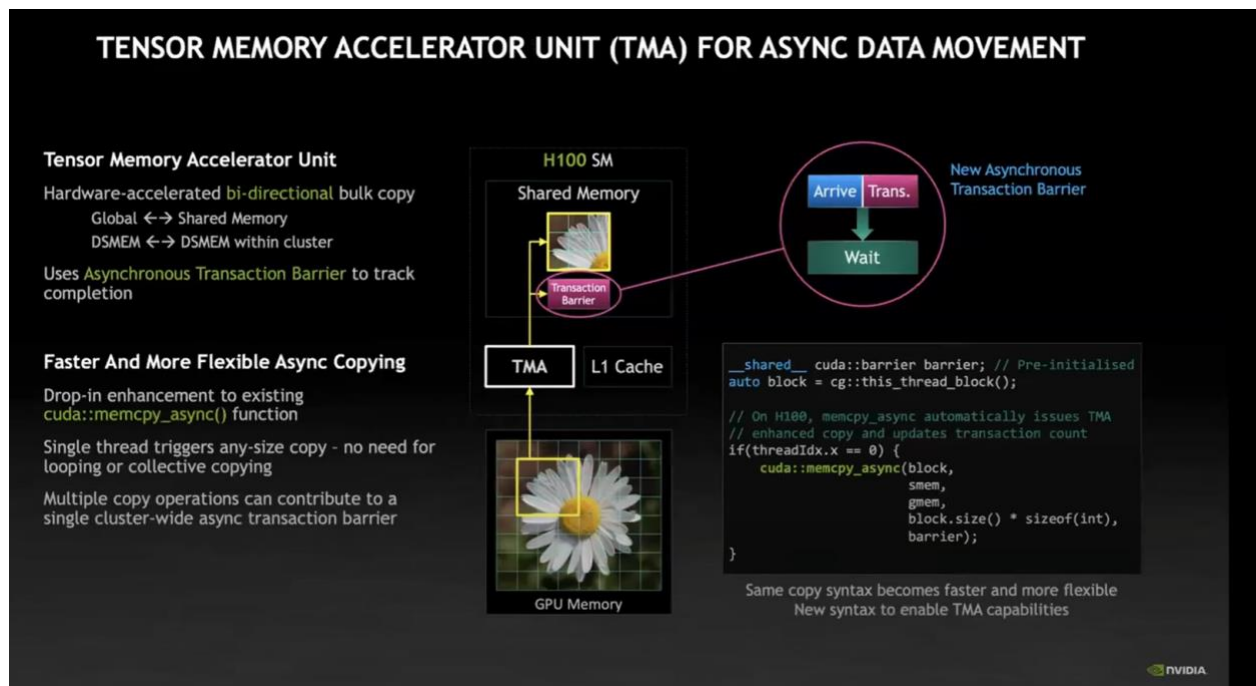 TENSOR MEMORY ACCELERATOR UNIT (TMA) FOR ASYNC DATA MOVEMENT
Tensor Memory Accelerator Unit
Hardware-accelerated bi-directional bulk copy
Global ←→ Shared Memory
DSMEM ←→ DSMEM within cluster
Uses Asynchronous Transaction Barrier to track
completion
Faster And More Flexible Async Copying
Drop-in enhancement to existing
cuda::memcpy_async() function
Single thread triggers any-size copy – no need for
looping or collective copying
Multiple copy operations can contribute to a
single cluster-wide async transaction barrier
H100 SM
Shared Memory
Transaction
Barrier
TMA
L1 Cache
GPU Memory
Arrive
Trans.
Wait
New Asynchronous
Transaction Barrier
__shared__ cuda::barrier barrier; // Pre-initialised
auto block = cg::this_thread_block();
// On H100, memcpy_async automatically issues TMA
// enhanced copy and updates transaction count
if(threadIdx.x == 0) {
cuda::memcpy_async(block,
smem,
gmem,
block.size() * sizeof(int),
barrier);
}
Same copy syntax becomes faster and more flexible
New syntax to enable TMA capabilities
NVIDIA.